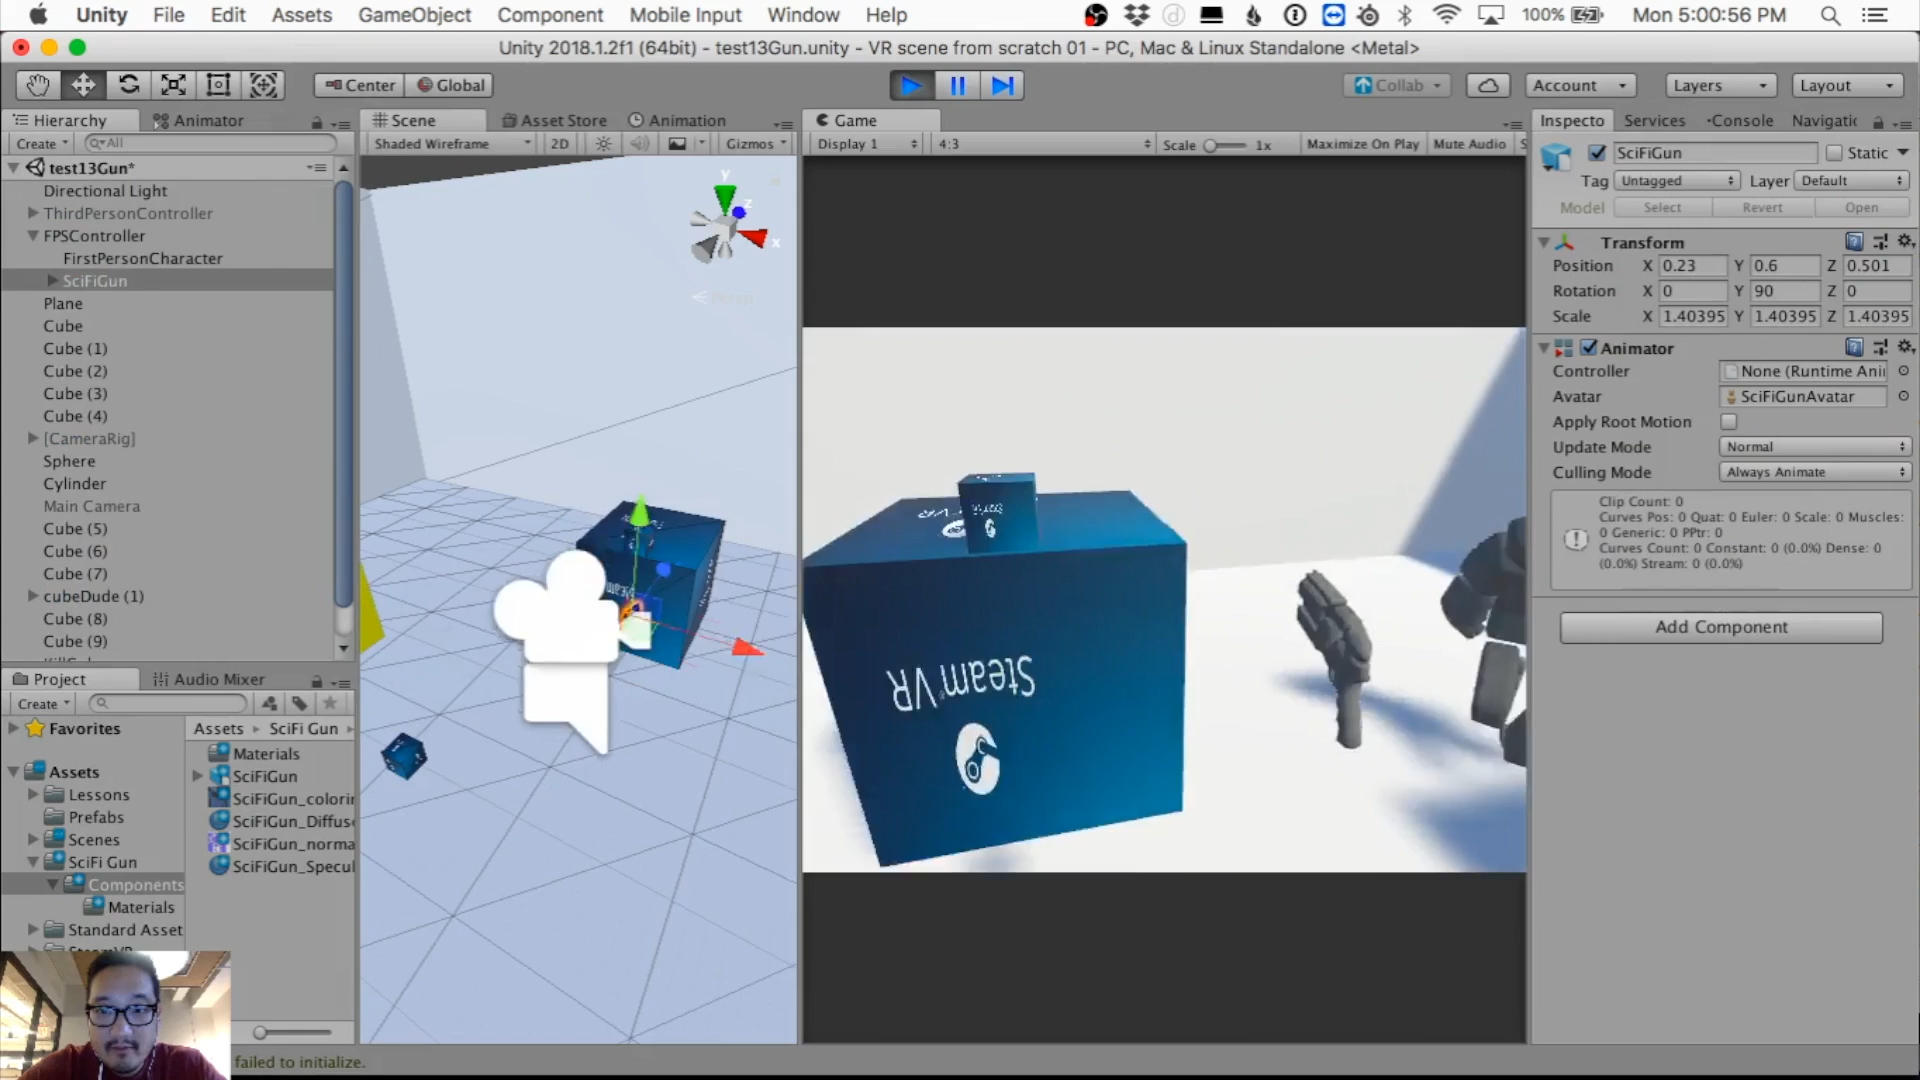 Unity File Edit Assets GameObject Component Mobile Input Window Help 100% Mon 5:00:56 PM
Unity 2018.1.2f1 (64bit) - test13Gun.unity - VR scene from scratch 01 - PC, Mac & Linux Standalone <Metal>
Center Global Collab Account Layers Layout
Hierarchy Animator
Create All
test13Gun*
Directional Light
ThirdPersonController
FPSController
FirstPersonCharacter
SciFiGun
Plane
Cube
Cube (1)
Cube (2)
Cube (3)
Cube (4)
[CameraRig]
Sphere
Cylinder
Main Camera
Cube (5)
Cube (6)
Cube (7)
cubeDude (1)
Cube (8)
Cube (9)
Project Audio Mixer
Create
Favorites
Assets
Lessons
Prefabs
Scenes
SciFi Gun
Components
Materials
Standard Asset
Assets SciFi Gun
Materials
SciFiGun
SciFiGun_colorin
SciFiGun_Diffuse
SciFiGun_norma
SciFiGun_Specul
failed to initialize.
Scene Asset Store Animation
Shaded Wireframe 2D Gizmos
y
z
x
Persp
Game
Display 1 4:3 Scale 1x Maximize On Play Mute Audio S
SteamVR
Inspecto Services Console Navigatic
SciFiGun Static
Tag Untagged Layer Default
Model Select Revert Open
Transform
Position X 0.23 Y 0.6 Z 0.501
Rotation X 0 Y 90 Z 0
Scale X 1.40395 Y 1.40395 Z 1.40395
Animator
Controller None (Runtime Ani
Avatar SciFiGunAvatar
Apply Root Motion
Update Mode Normal
Culling Mode Always Animate
Clip Count: 0
Curves Pos: 0 Quat: 0 Euler: 0 Scale: 0 Muscles:
0 Generic: 0 PPtr: 0
Curves Count: 0 Constant: 0 (0.0%) Dense: 0
(0.0%) Stream: 0 (0.0%)
Add Component